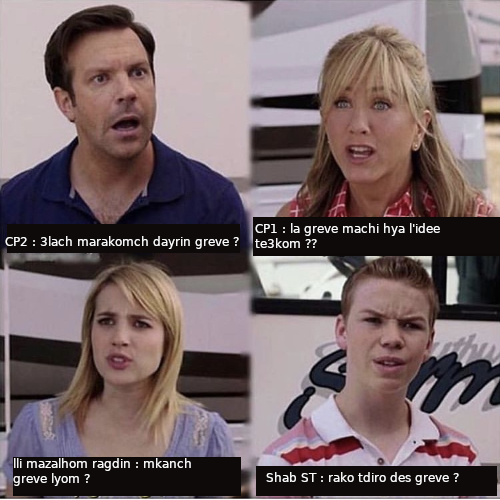 CP2 : 3lach marakomch dayrin greve ?
CP1 : la greve machi hya l'idee
te3kom ??
lli mazalhom ragdin : mkanch
greve lyom ?
Shab ST : rako tdiro des greve ?